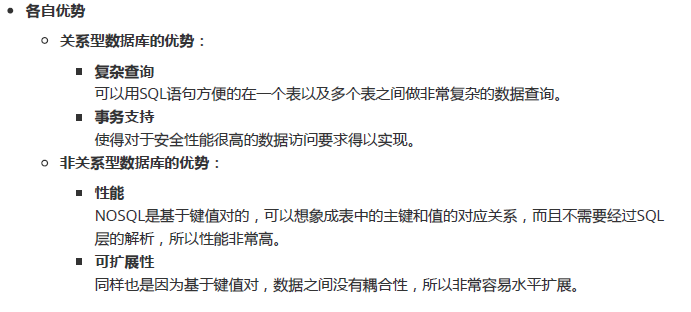 各自优势
关系型数据库的优势：
复杂查询
可以用SQL语句方便的在一个表以及多个表之间做非常复杂的数据查询。
事务支持
使得对于安全性能很高的数据访问要求得以实现。
非关系型数据库的优势：
性能
NOSQL是基于键值对的，可以想象成表中的主键和值的对应关系，而且不需要经过SQL
层的解析，所以性能非常高。
可扩展性
同样也是因为基于键值对，数据之间没有耦合性，所以非常容易水平扩展。